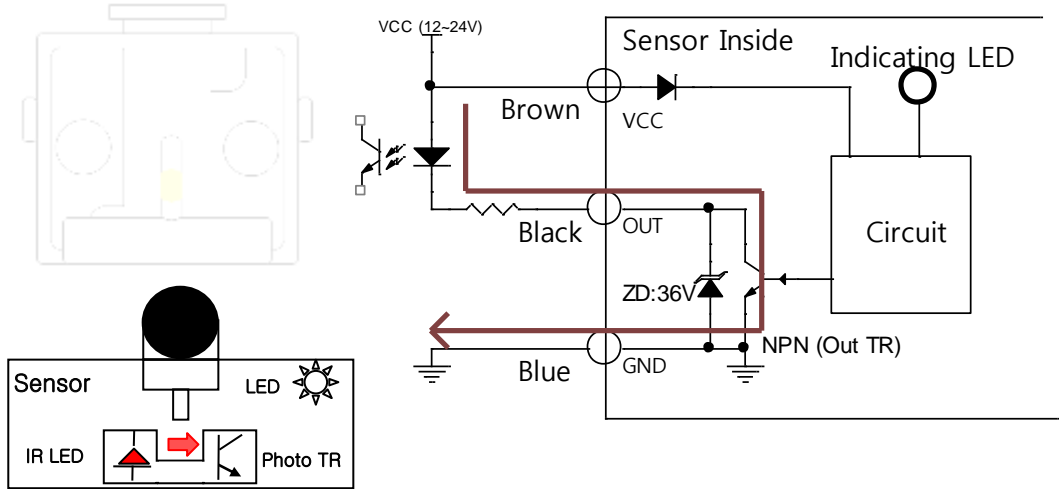 VCC (12~24V)
Sensor Inside
Indicating LED
Brown
VCC
Black
OUT
Circuit
ZD:36V
NPN (Out TR)
Blue
GND
Sensor
LED
IR LED
Photo TR